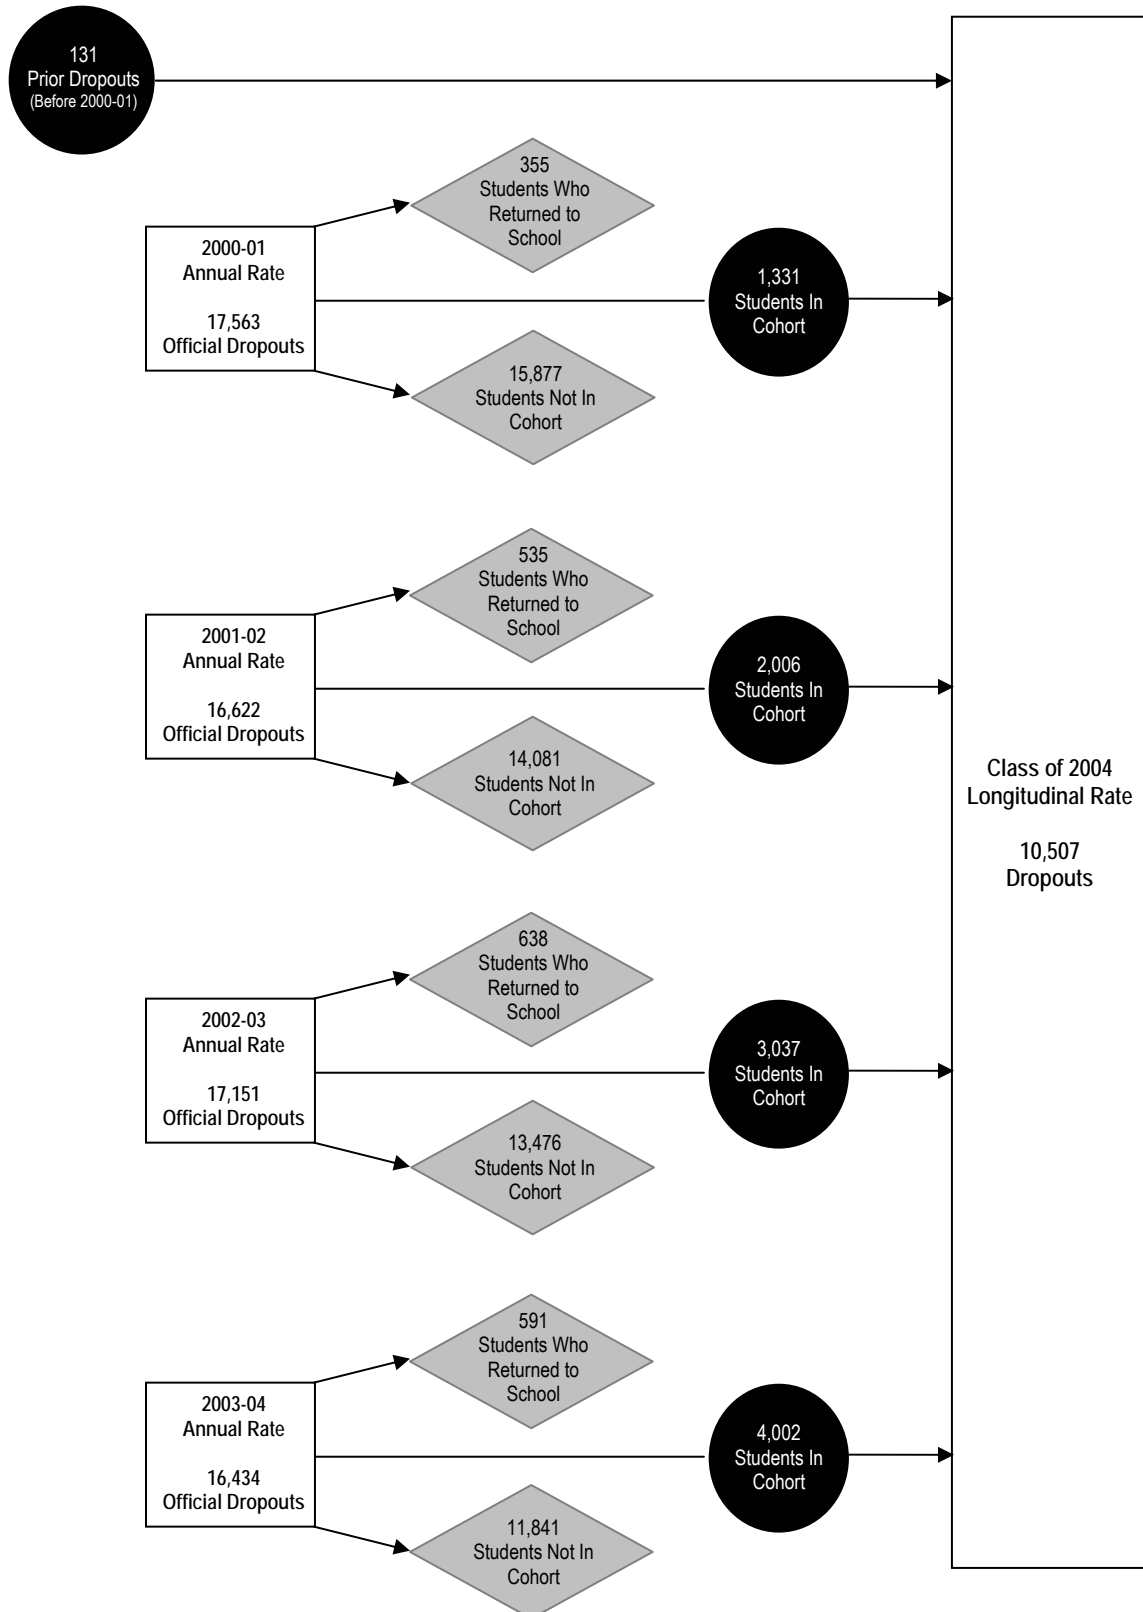 131
Prior Dropouts
(Before 2000-01)
355
Students Who
Returned to
School
2000-01
Annual Rate
17,563
Official Dropouts
1,331
Students In
Cohort
15,877
Students Not In
Cohort
535
Students Who
Returned to
School
2001-02
Annual Rate
16,622
Official Dropouts
2,006
Students In
Cohort
14,081
Students Not In
Cohort
Class of 2004
Longitudinal Rate
10,507
Dropouts
638
Students Who
Returned to
School
2002-03
Annual Rate
17,151
Official Dropouts
3,037
Students In
Cohort
13,476
Students Not In
Cohort
591
Students Who
Returned to
School
2003-04
Annual Rate
16,434
Official Dropouts
4,002
Students In
Cohort
11,841
Students Not In
Cohort